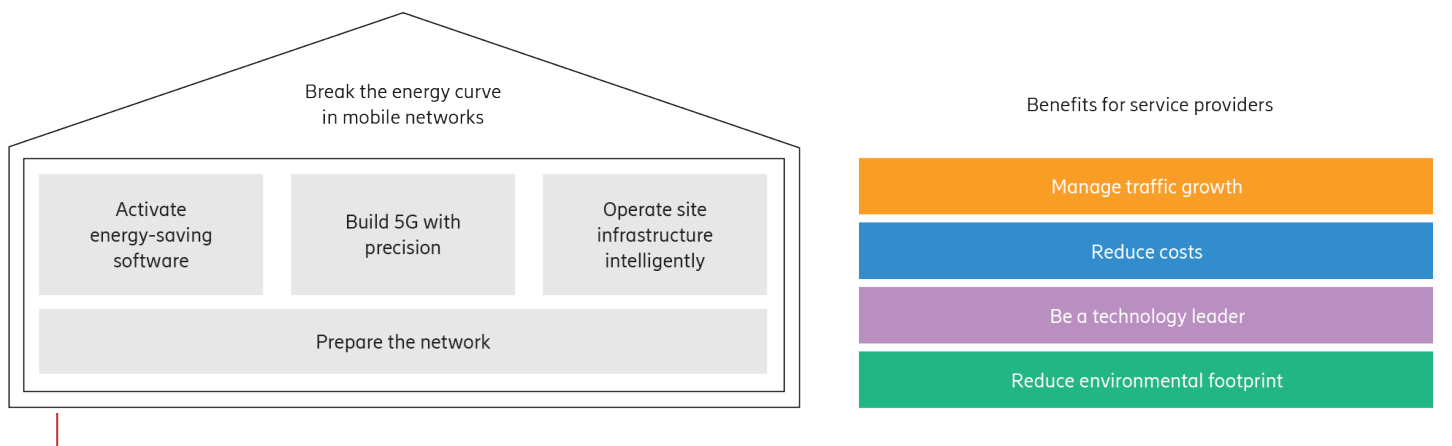 Break the energy curve
in mobile networks
Activate
energy-saving
software
Build 5G with
precision
Operate site
infrastructure
intelligently
Prepare the network
Benefits for service providers
Manage traffic growth
Reduce costs
Be a technology leader
Reduce environmental footprint